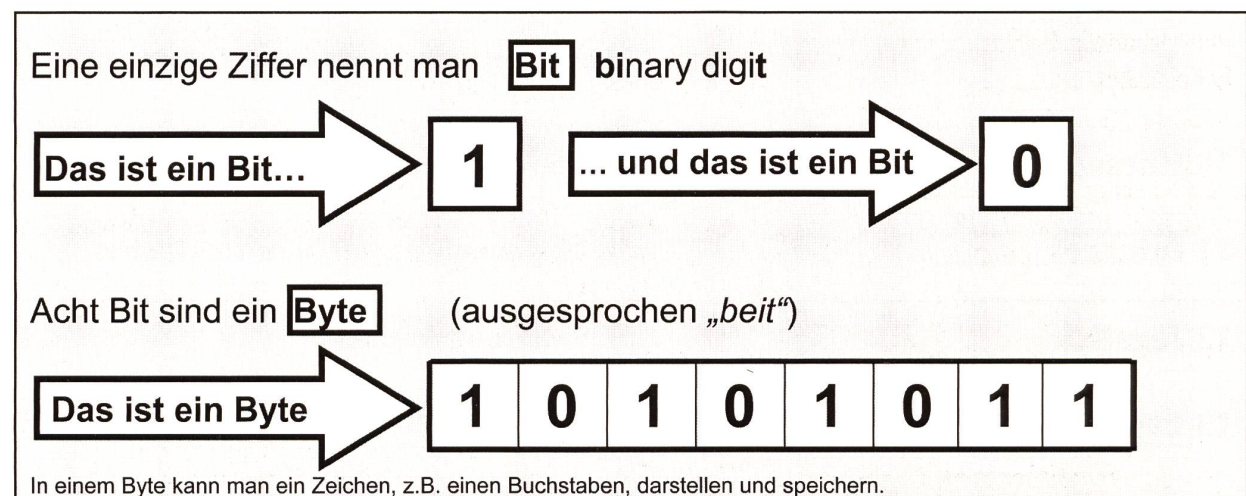 Eine einzige Ziffer nennt man Bit binary digit
Das ist ein Bit... 1 ... und das ist ein Bit 0
Acht Bit sind ein Byte (ausgesprochen „beit“)
Das ist ein Byte 1 0 1 0 1 0 1 1
In einem Byte kann man ein Zeichen, z.B. einen Buchstaben, darstellen und speichern.